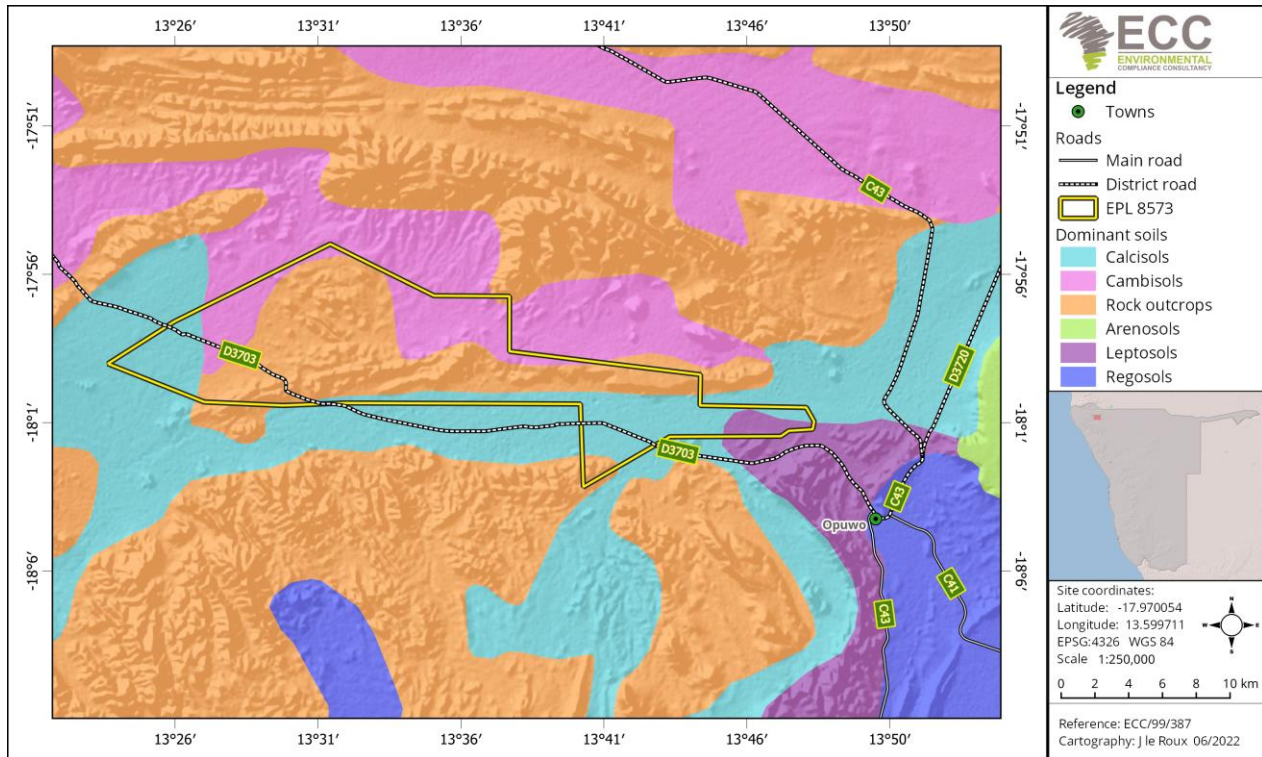 13°26′ 13°31′ 13°36′ 13°41′ 13°46′ 13°50′
-17°51′ -17°51′
-17°56′ -17°56′
-18°1′ -18°1′
-18°6′ -18°6′
C43
D3703
D3720
D3703
C43
Opuwo
C41
C43
13°26′ 13°31′ 13°36′ 13°41′ 13°46′ 13°50′
ECC
ENVIRONMENTAL
COMPLIANCE CONSULTANCY
Legend
Towns
Roads
Main road
District road
EPL 8573
Dominant soils
Calcisols
Cambisols
Rock outcrops
Arenosols
Leptosols
Regosols
Site coordinates:
Latitude: -17.970054
Longitude: 13.599711
EPSG:4326 WGS 84
Scale 1:250,000
N
W E
S
0 2 4 6 8 10 km
Reference: ECC/99/387
Cartography: J le Roux 06/2022